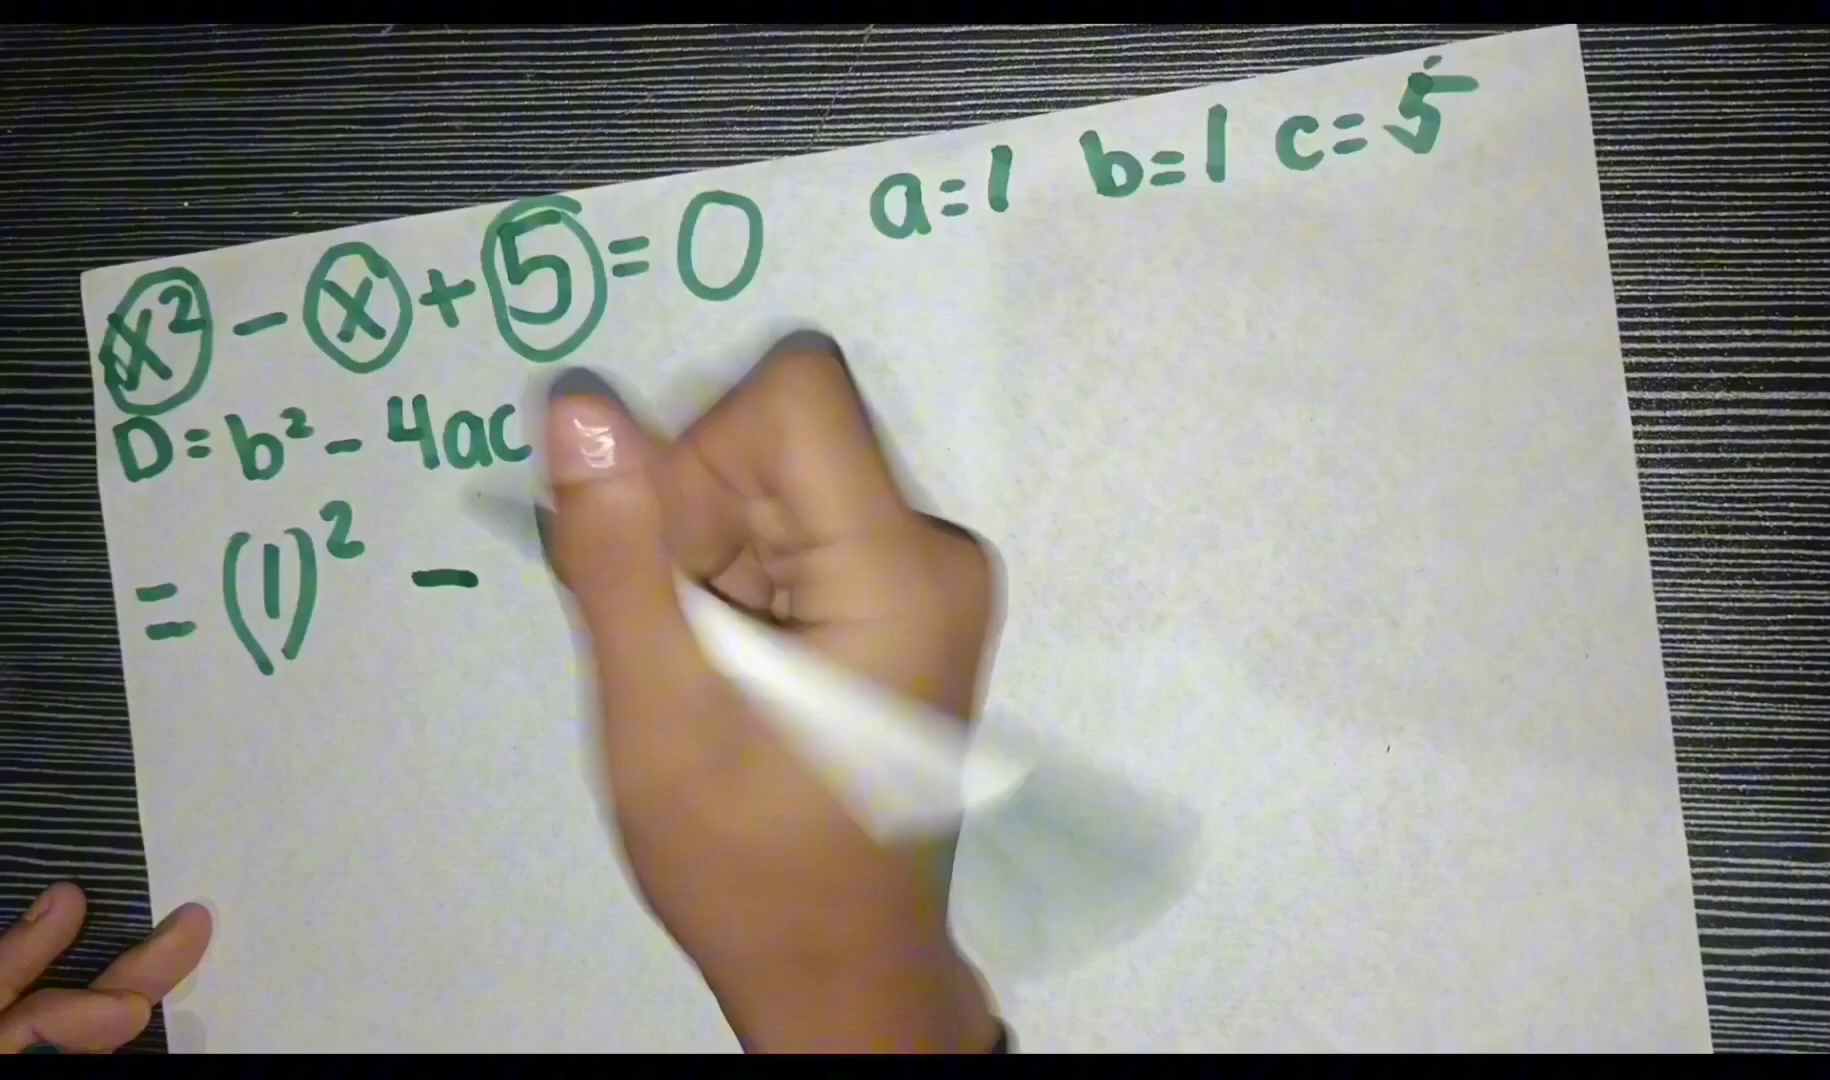 x² - x + 5 = 0 a=1 b=1 c=5
D = b² - 4ac
= (1)² -